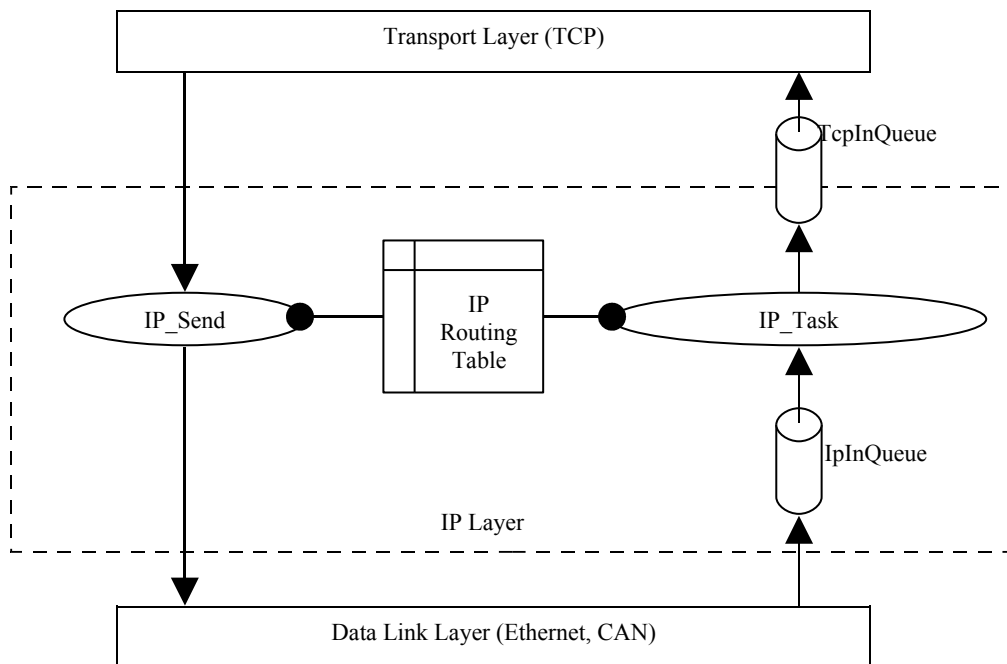 Transport Layer (TCP)
TcpInQueue
IP_Send
IP
Routing
Table
IP_Task
IpInQueue
IP Layer
Data Link Layer (Ethernet, CAN)